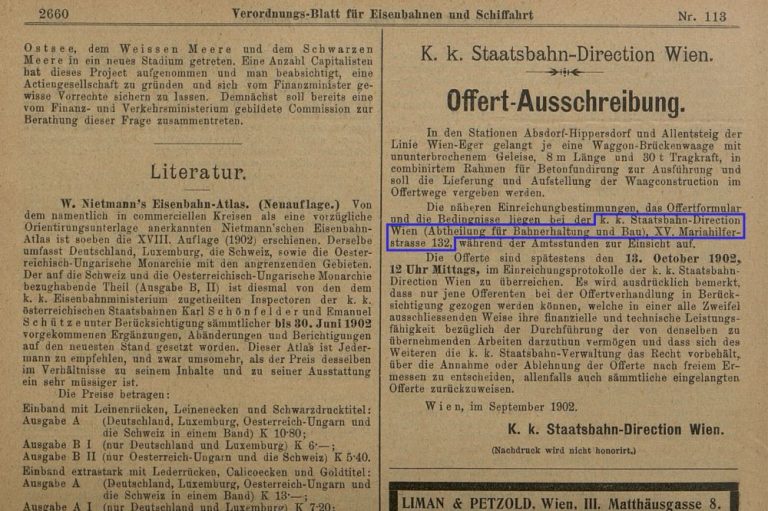 2660
Verordnungs-Blatt für Eisenbahnen und Schiffahrt
Nr. 113
Ostsee, dem Weissen Meere und dem Schwarzen
Meere in ein neues Stadium getreten. Eine Anzahl Capitalisten
hat dieses Project aufgenommen und man beabsichtigt, eine
Actiengesellschaft zu gründen und sich vom Finanzminister ge-
wisse Vorrechte sichern zu lassen. Demnächst soll bereits eine
vom Finanz- und Verkehrsministerium gebildete Commission zur
Berathung dieser Frage zusammentreten.
Literatur.
W. Nietmann's Eisenbahn-Atlas. (Neuauflage.) Von
dem namentlich in commerciellen Kreisen als eine vorzügliche
Orientirungsunterlage anerkannten Nietman'schen Eisenbahn-
Atlas ist soeben die XVIII. Auflage (1902) erschienen. Derselbe
umfasst Deutschland, Luxemburg, die Schweiz, sowie die Oester-
reichisch-Ungarische Monarchie mit den angrenzenden Gebieten.
Der auf die Schweiz und die Oesterreichisch-Ungarische Monarchie
bezughabende Theil (Ausgabe B, II) ist diesmal von den dem
k. k. Eisenbahnministerium zugetheilten Inspectoren der k. k.
österreichischen Staatsbahnen Karl Schönfelder und Emanuel
Schütze unter Berücksichtigung sämmtlicher bis 30. Juni 1902
vorgekommenen Ergänzungen, Abänderungen und Berichtigungen
auf den neuesten Stand gesetzt worden. Dieser Atlas ist Jeder-
mann zu empfehlen, und zwar umsomehr, als der Preis desselben
im Verhältnisse zu seinem Inhalte und zu seiner Ausstattung
ein sehr müssiger ist.
Die Preise betragen:
Einband mit Leinenrücken, Leinenecken und Schwarzdrucktitel:
Ausgabe A (Deutschland, Luxemburg, Oesterreich-Ungarn und
die Schweiz in einem Band) K 10·80;
Ausgabe B I (nur Deutschland und Luxemburg) K 6·—;
Ausgabe B II (nur Oesterreich-Ungarn und die Schweiz) K 5·40.
Einband extrastark mit Lederrücken, Calicoecken und Goldtitel:
Ausgabe A (Deutschland, Luxemburg, Oesterreich-Ungarn und
die Schweiz in einem Band) K 13·—;
Ausgabe A I (nur Deutschland und Luxemburg) K 7·20;
K. k. Staatsbahn-Direction Wien.
Offert-Ausschreibung.
In den Stationen Absdorf-Hippersdorf und Allentsteig der
Linie Wien-Eger gelangt je eine Waggon-Brückenwaage mit
ununterbrochenem Geleise, 8 m Länge und 30 t Tragkraft, in
combinirtem Rahmen für Betonfundirung zur Ausführung und
soll die Lieferung und Aufstellung der Waagconstruction im
Offertwege vergeben werden.
Die näheren Einreichungsbestimmungen, das Offertformular
und die Bedingnisse liegen bei der k. k. Staatsbahn-Direction
Wien (Abtheilung für Bahnerhaltung und Bau), XV. Mariahilfer-
strasse 132, während der Amtsstunden zur Einsicht auf.
Die Offerte sind spätestens den 13. October 1902,
12 Uhr Mittags, im Einreichungsprotokolle der k. k. Staatsbahn-
Direction Wien zu überreichen. Es wird ausdrücklich bemerkt,
dass nur jene Offerenten bei der Offertverhandlung in Berück-
sichtigung gezogen werden können, welche in einer alle Zweifel
ausschliessenden Weise ihre finanzielle und technische Leistungs-
fähigkeit bezüglich der Durchführung der von denselben zu
übernehmenden Arbeiten darzuthun vermögen und dass sich des
Weiteren die k. k. Staatsbahn-Verwaltung das Recht vorbehält,
über die Annahme oder Ablehnung der Offerte nach freiem Er-
messen zu entscheiden, allenfalls auch sämmtliche eingelangten
Offerte zurückzuweisen.
Wien, im September 1902.
K. k. Staatsbahn-Direction Wien.
(Nachdruck wird nicht honorirt.)
LIMAN & PETZOLD, Wien, III. Matthäusgasse 8.